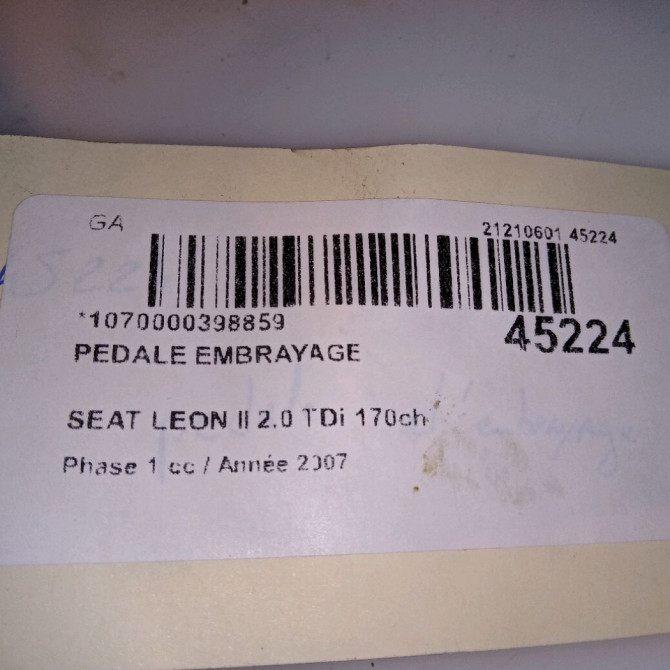 GA
21210601 45224
*1070000398859
45224
PEDALE EMBRAYAGE
SEAT LEON II 2.0 TDi 170ch
Phase 1 cc / Année 2007